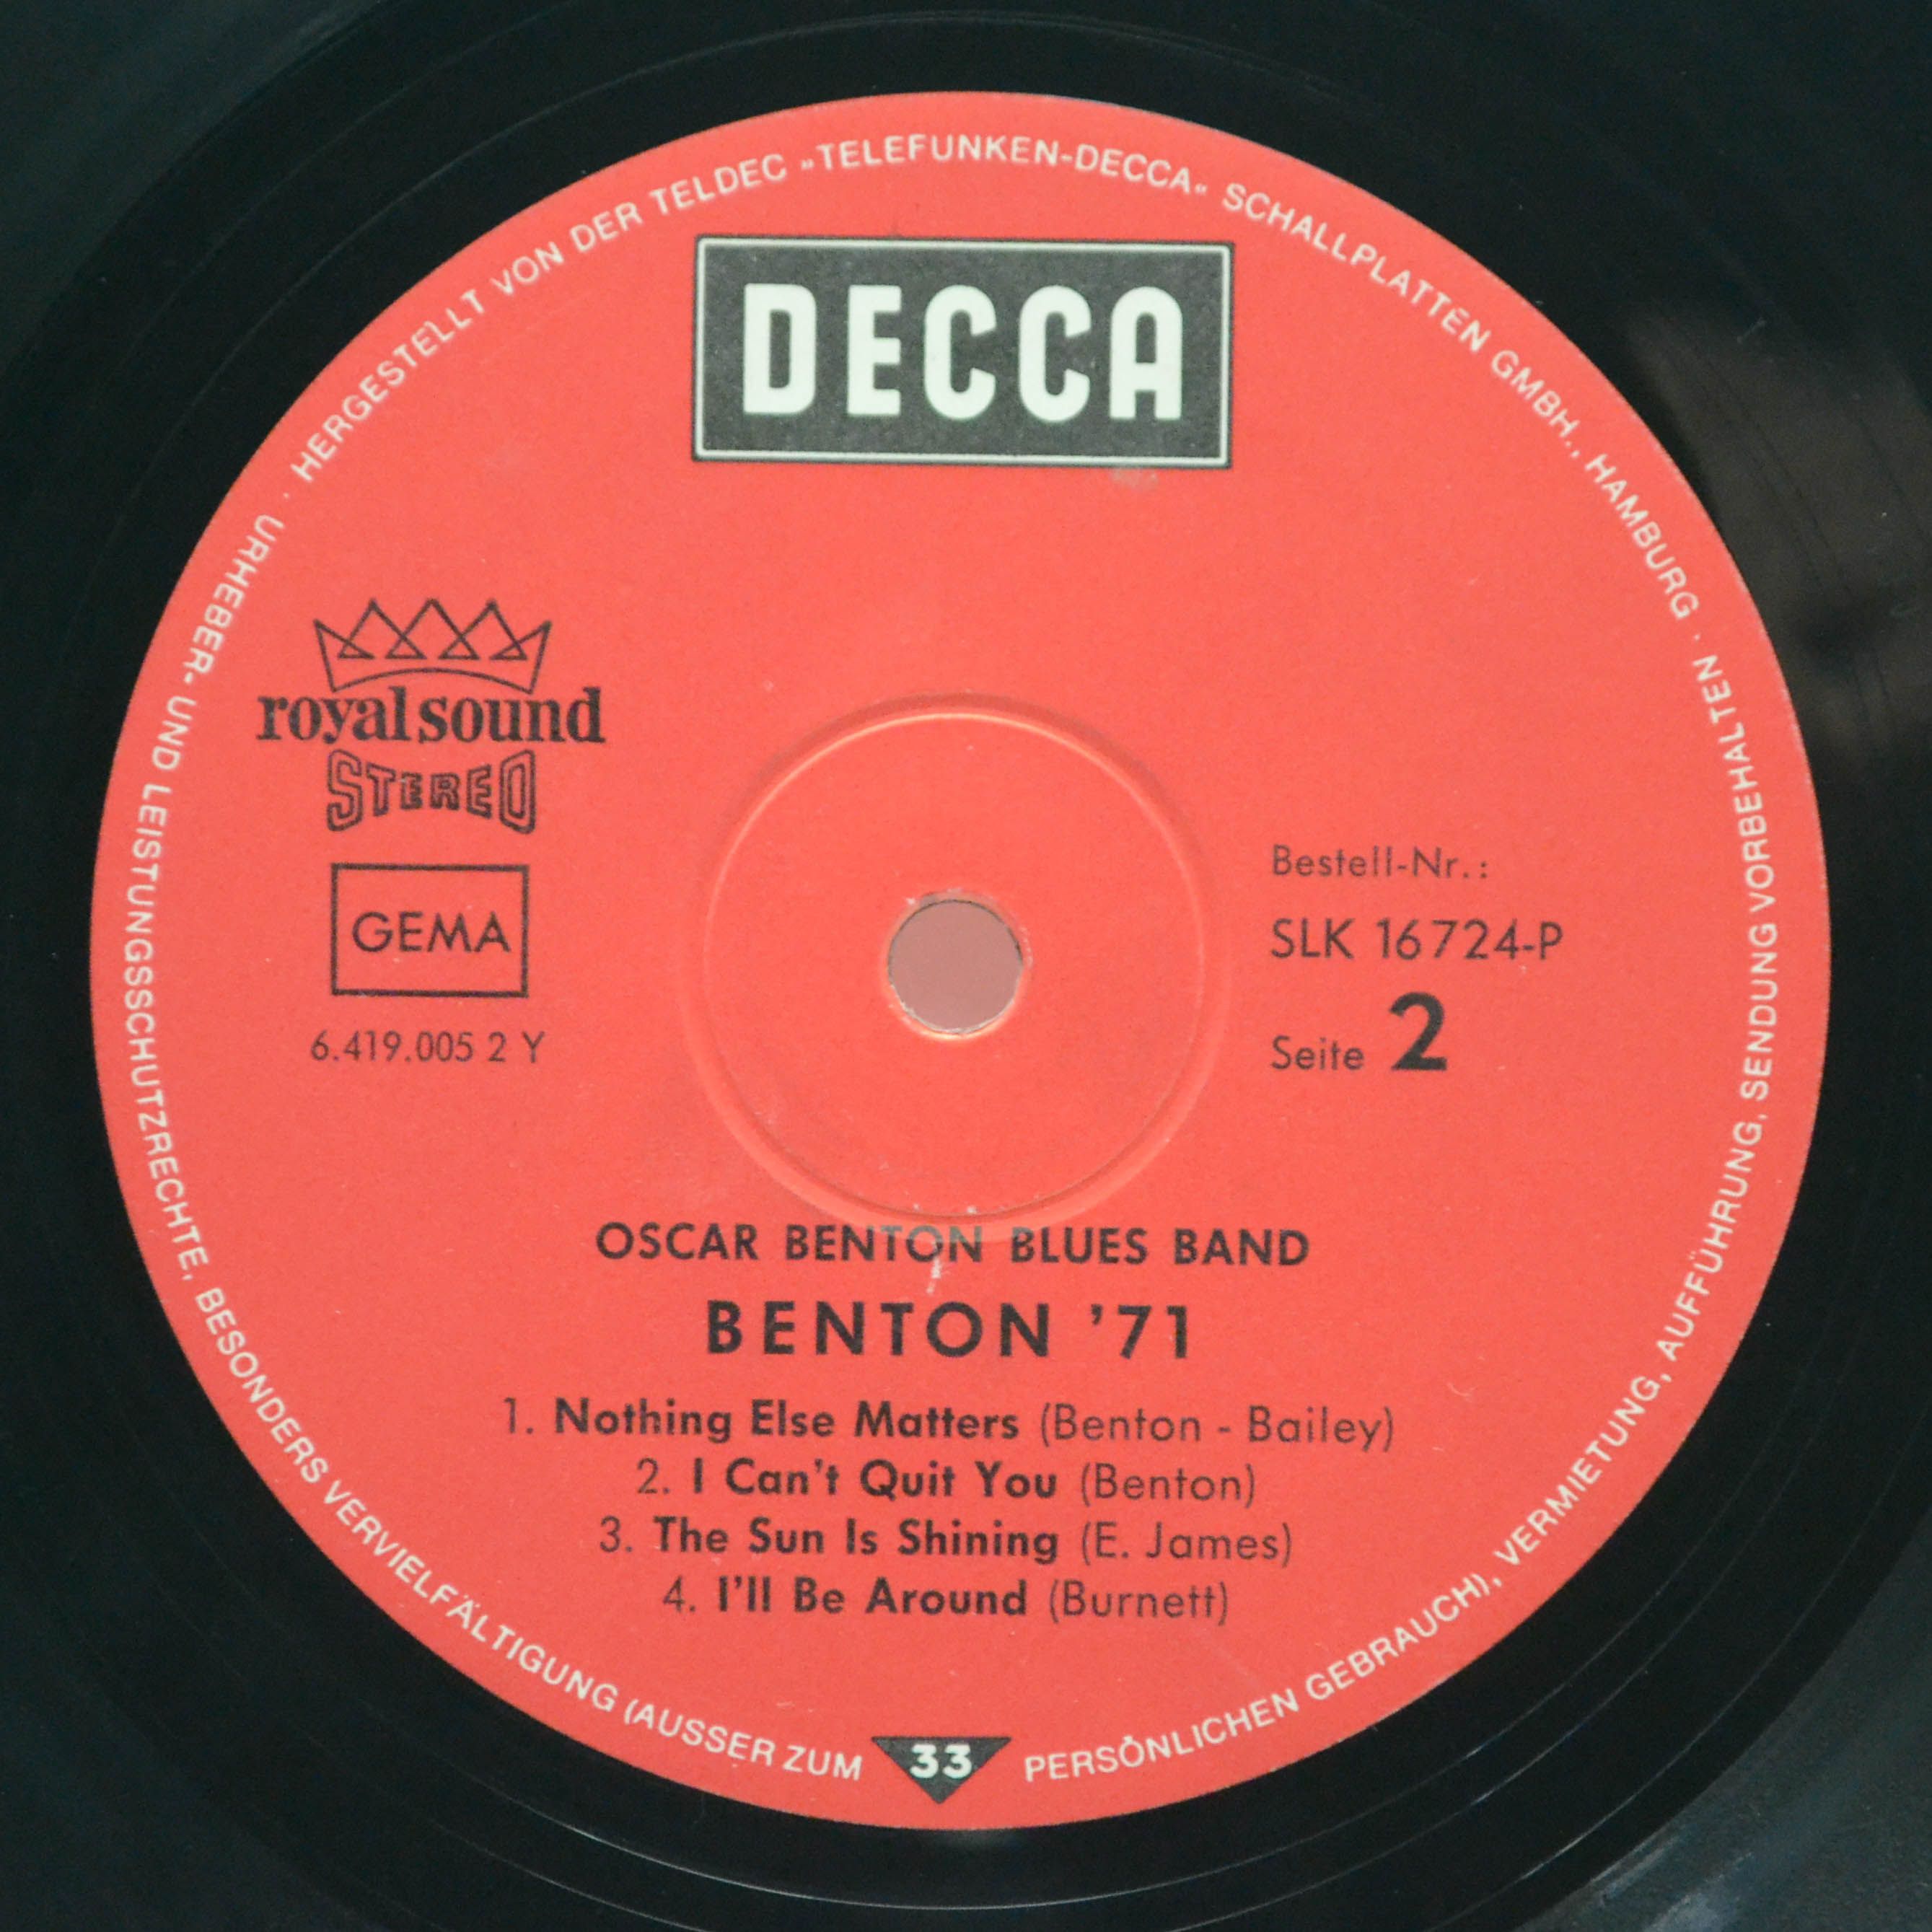 HERGESTELLT VON DER TELDEC »TELEFUNKEN-DECCA« SCHALLPLATTEN GMBH., HAMBURG · URHEBER- UND LEISTUNGSSCHUTZRECHTE, BESONDERS VERVIELFÄLTIGUNG (AUSSER ZUM PERSÖNLICHEN GEBRAUCH), VERMIETUNG, AUFFÜHRUNG, SENDUNG VORBEHALTEN ·
DECCA
royal sound
STEREO
GEMA
6.419.005 2 Y
Bestell-Nr.:
SLK 16724-P
Seite 2
OSCAR BENTON BLUES BAND
BENTON '71
1. Nothing Else Matters (Benton - Bailey)
2. I Can't Quit You (Benton)
3. The Sun Is Shining (E. James)
4. I'll Be Around (Burnett)
33